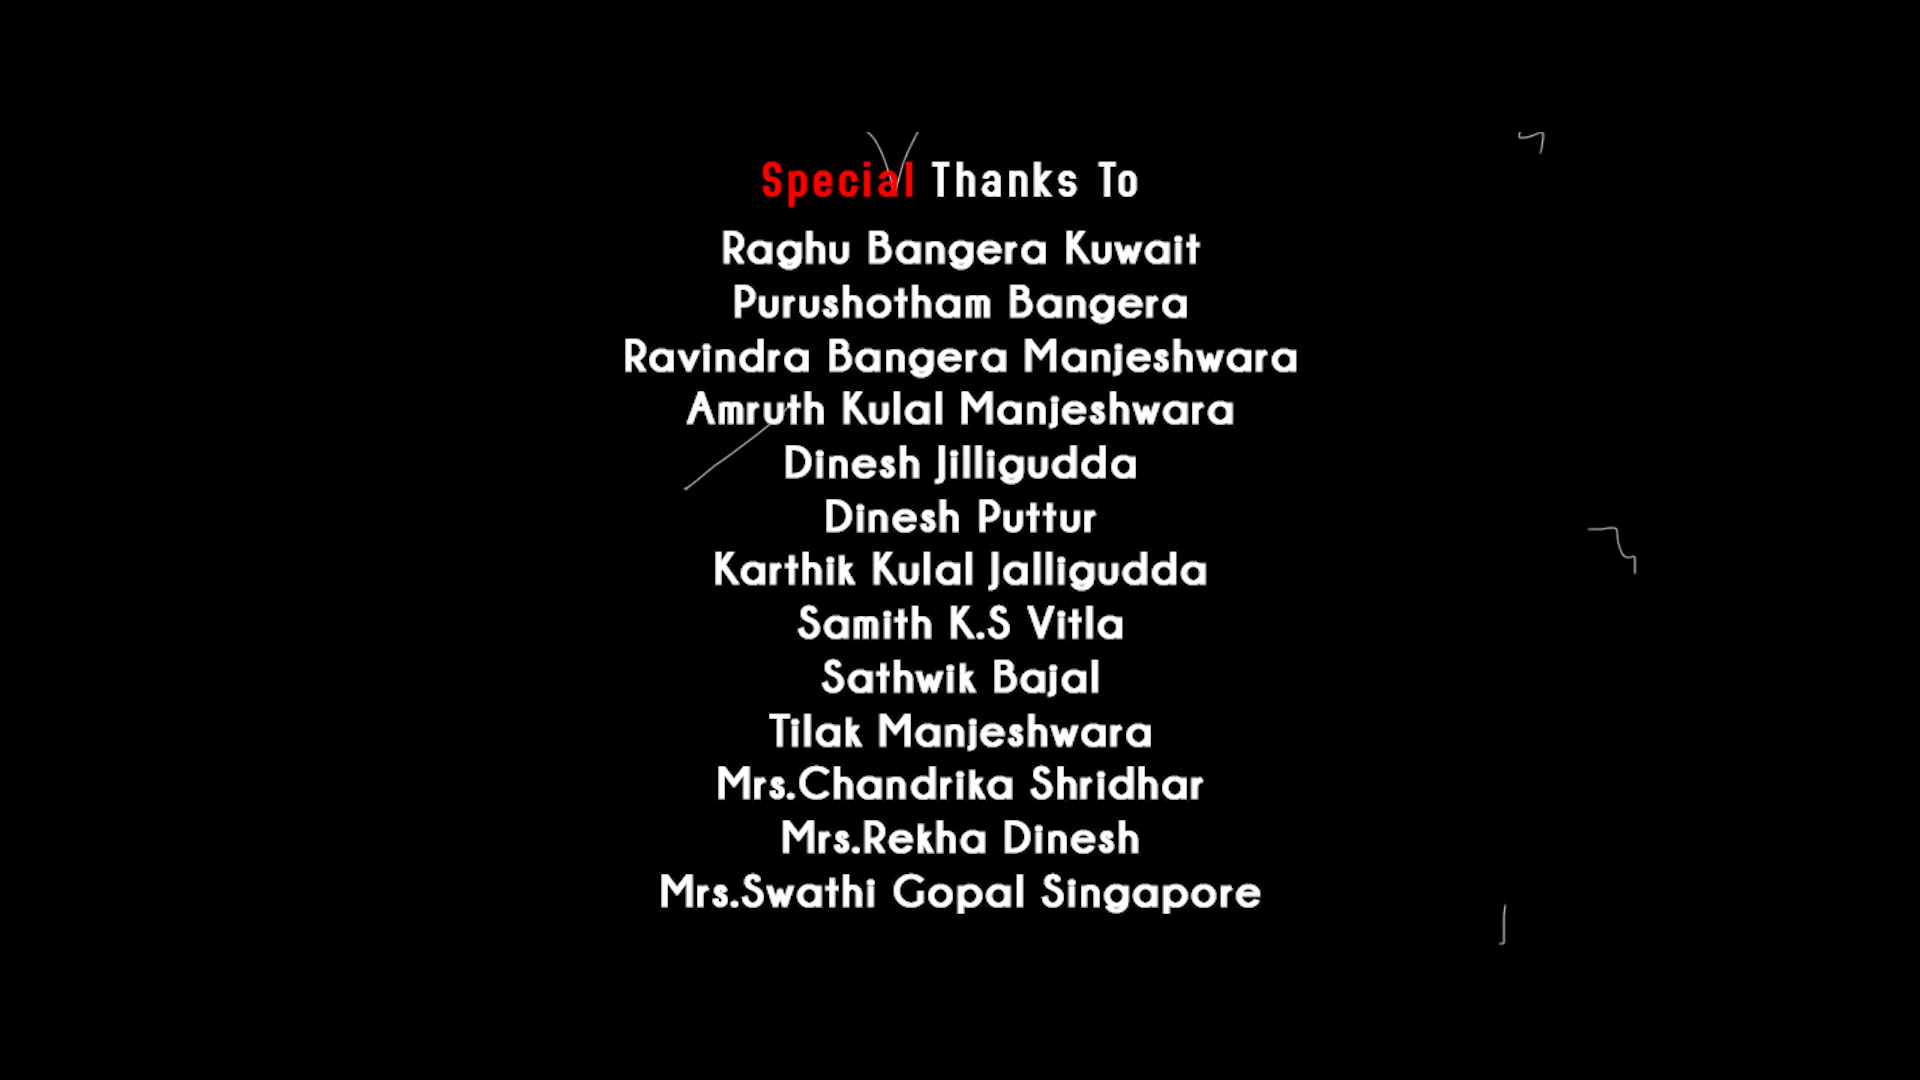 Special Thanks To
Raghu Bangera Kuwait
Purushotham Bangera
Ravindra Bangera Manjeshwara
Amruth Kulal Manjeshwara
Dinesh Jilligudda
Dinesh Puttur
Karthik Kulal Jalligudda
Samith K.S Vitla
Sathwik Bajal
Tilak Manjeshwara
Mrs.Chandrika Shridhar
Mrs.Rekha Dinesh
Mrs.Swathi Gopal Singapore